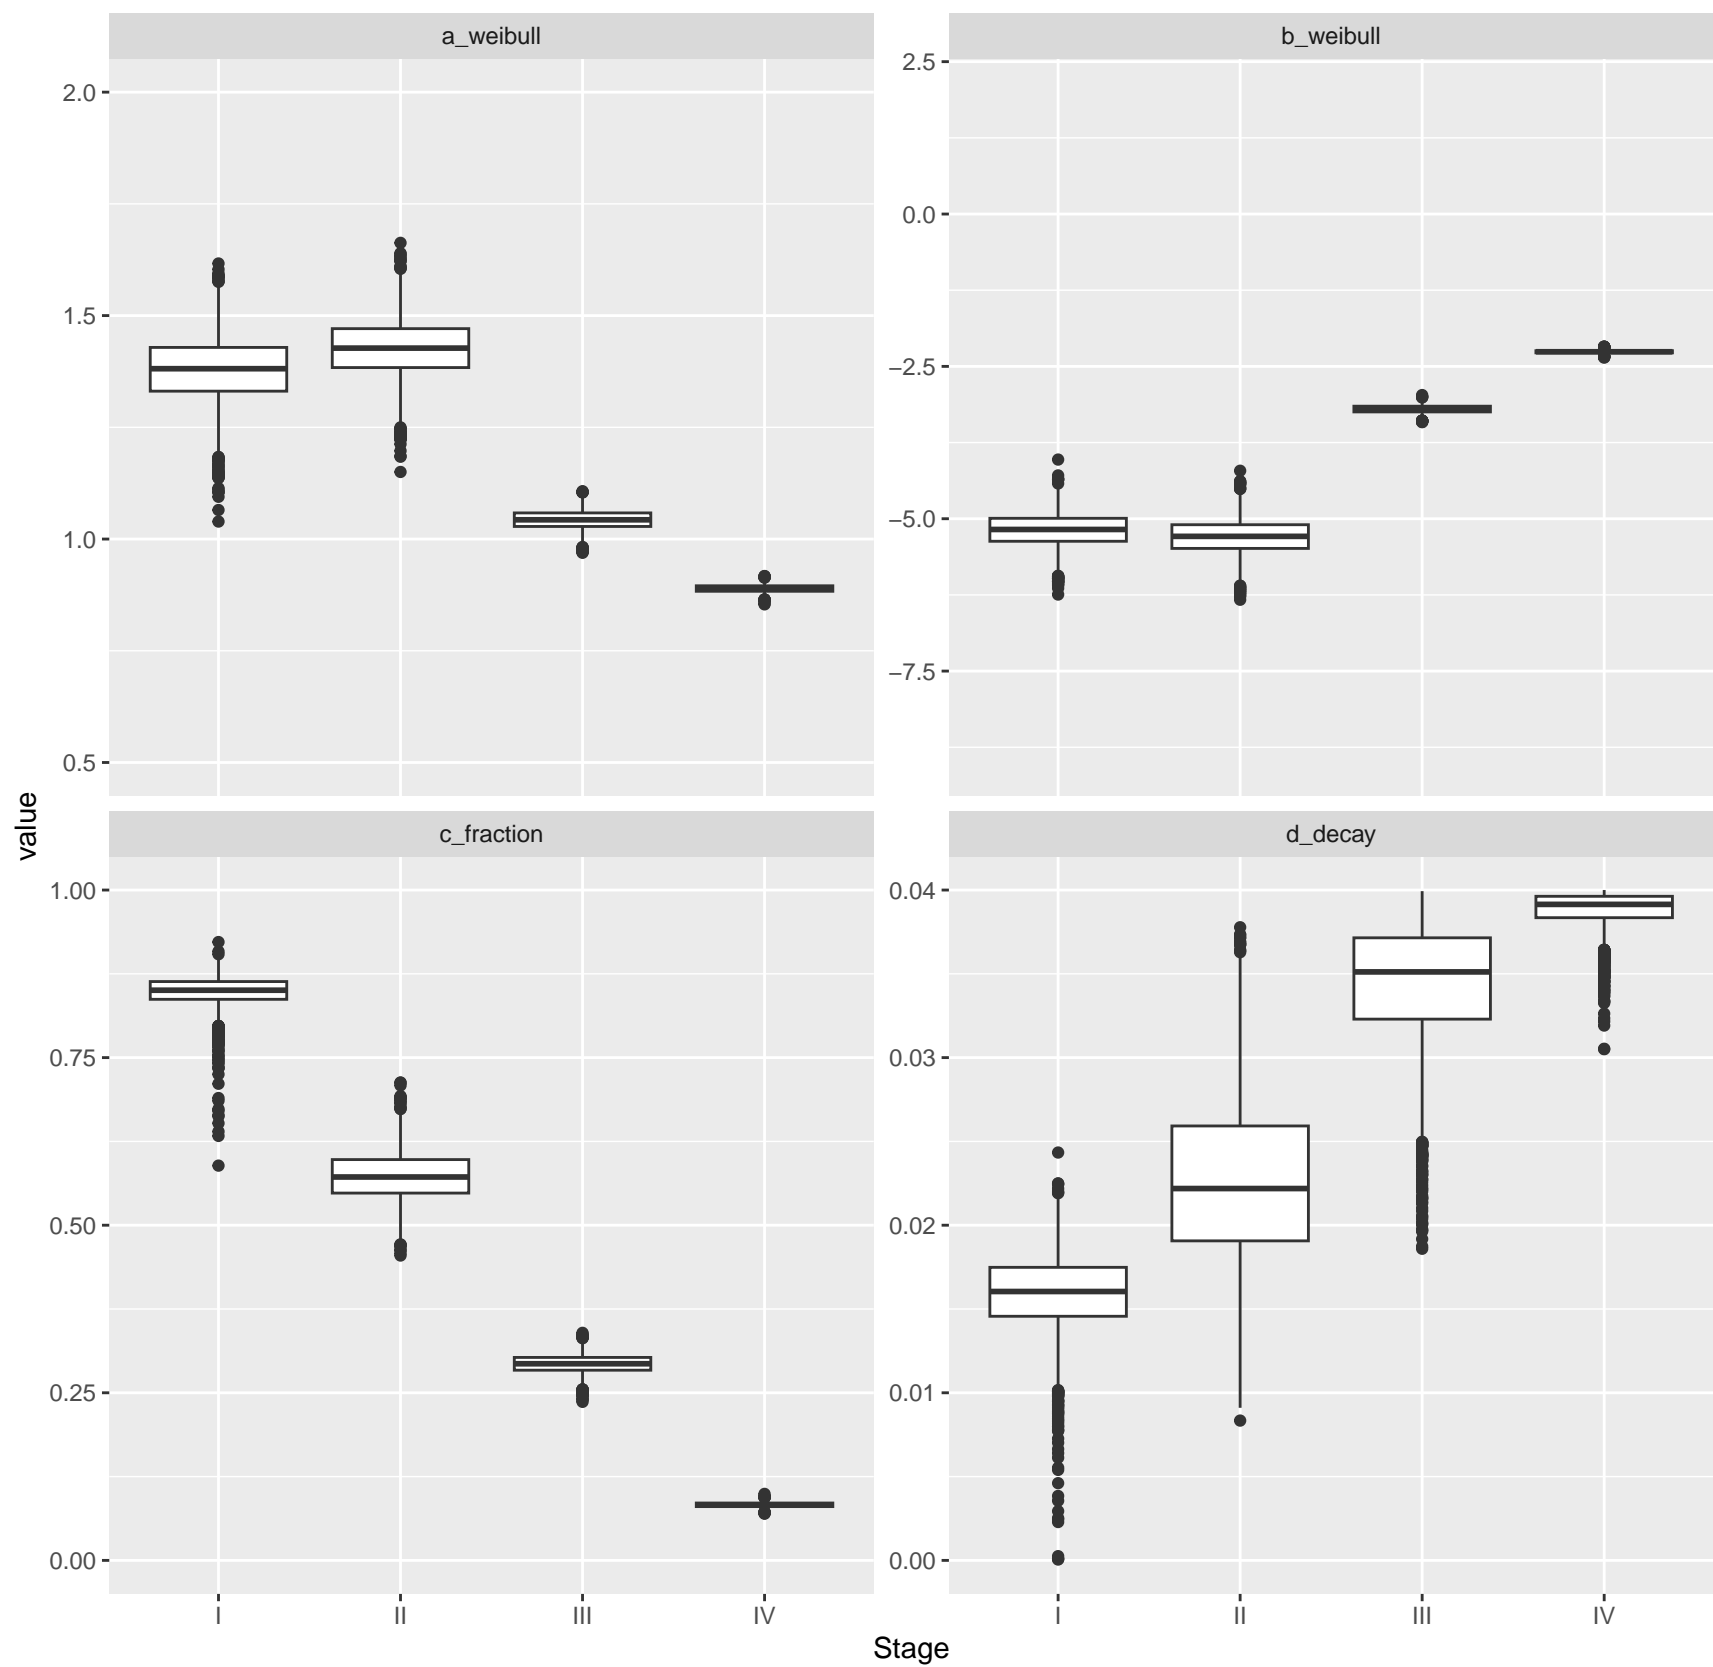 a_weibull
b_weibull
2.0
1.5
1.0
0.5
2.5
0.0
−2.5
−5.0
−7.5
value
c_fraction
d_decay
1.00
0.75
0.50
0.25
0.00
0.04
0.03
0.02
0.01
0.00
I II III IV
I II III IV
Stage